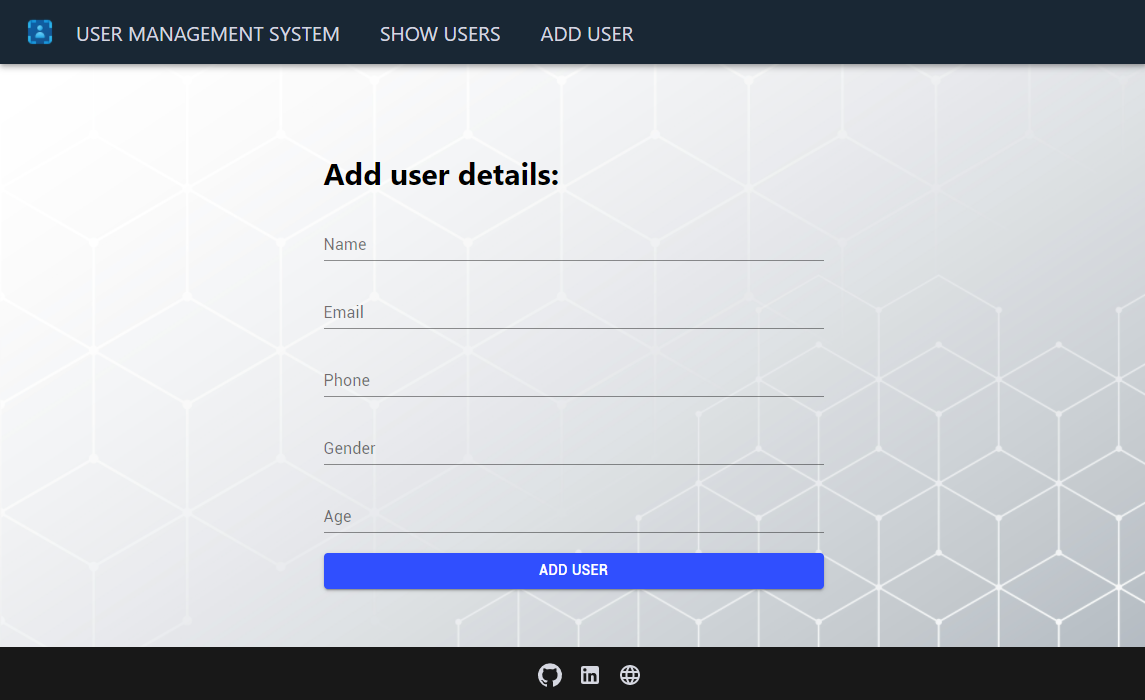 USER MANAGEMENT SYSTEM SHOW USERS ADD USER
Add user details:
Name
Email
Phone
Gender
Age
ADD USER